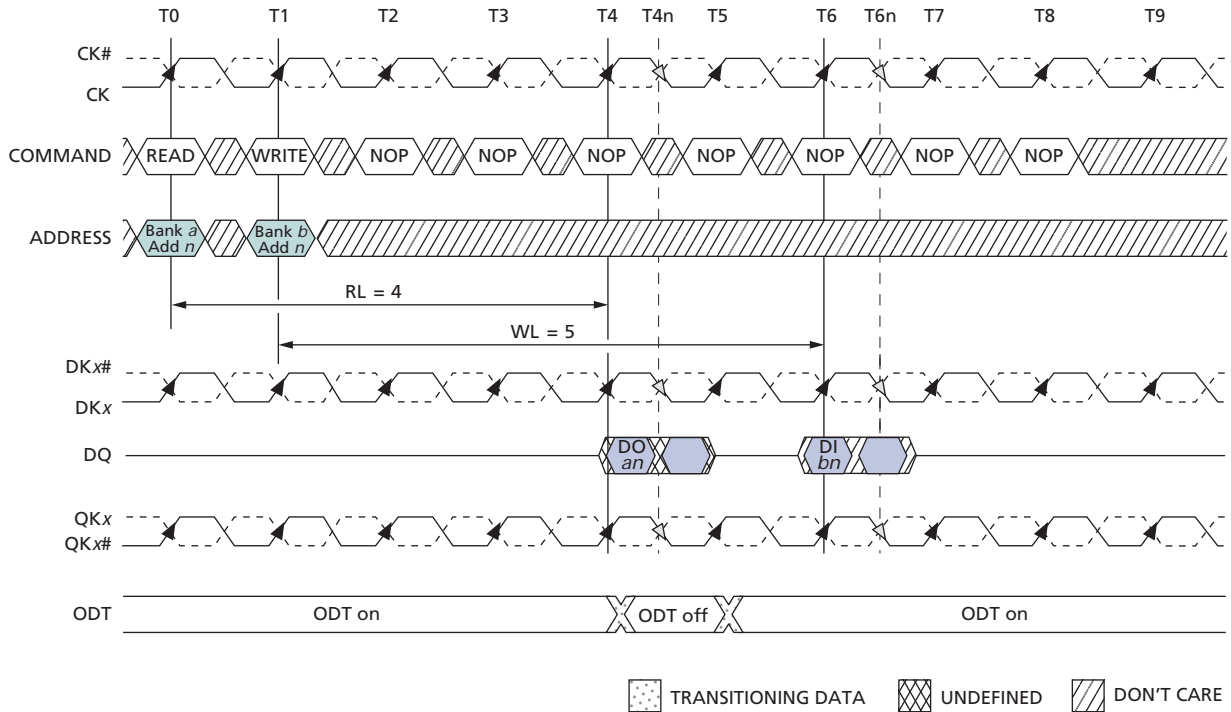 T0 T1 T2 T3 T4 T4n T5 T6 T6n T7 T8 T9
CK#
CK
COMMAND READ WRITE NOP NOP NOP NOP NOP NOP NOP
ADDRESS Bank a Add n Bank b Add n
RL = 4
WL = 5
DKx#
DKx
DQ DO an DI bn
QKx
QKx#
ODT ODT on ODT off ODT on
TRANSITIONING DATA UNDEFINED DON'T CARE